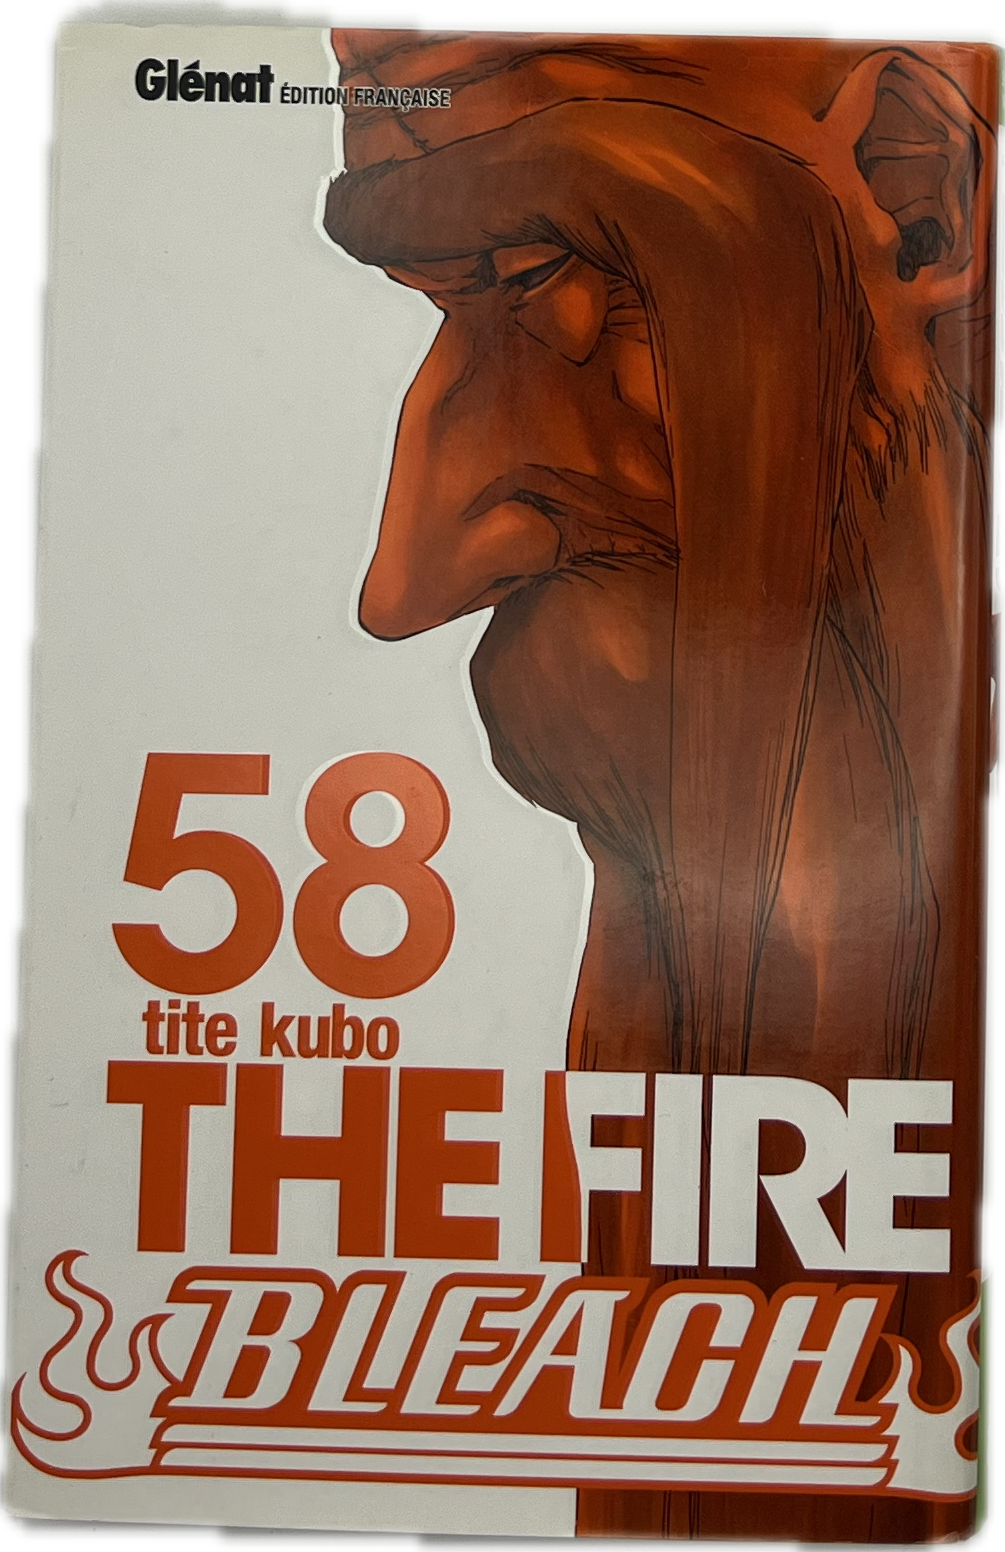 Glénat ÉDITION FRANÇAISE
58
tite kubo
THE FIRE
BLEACH